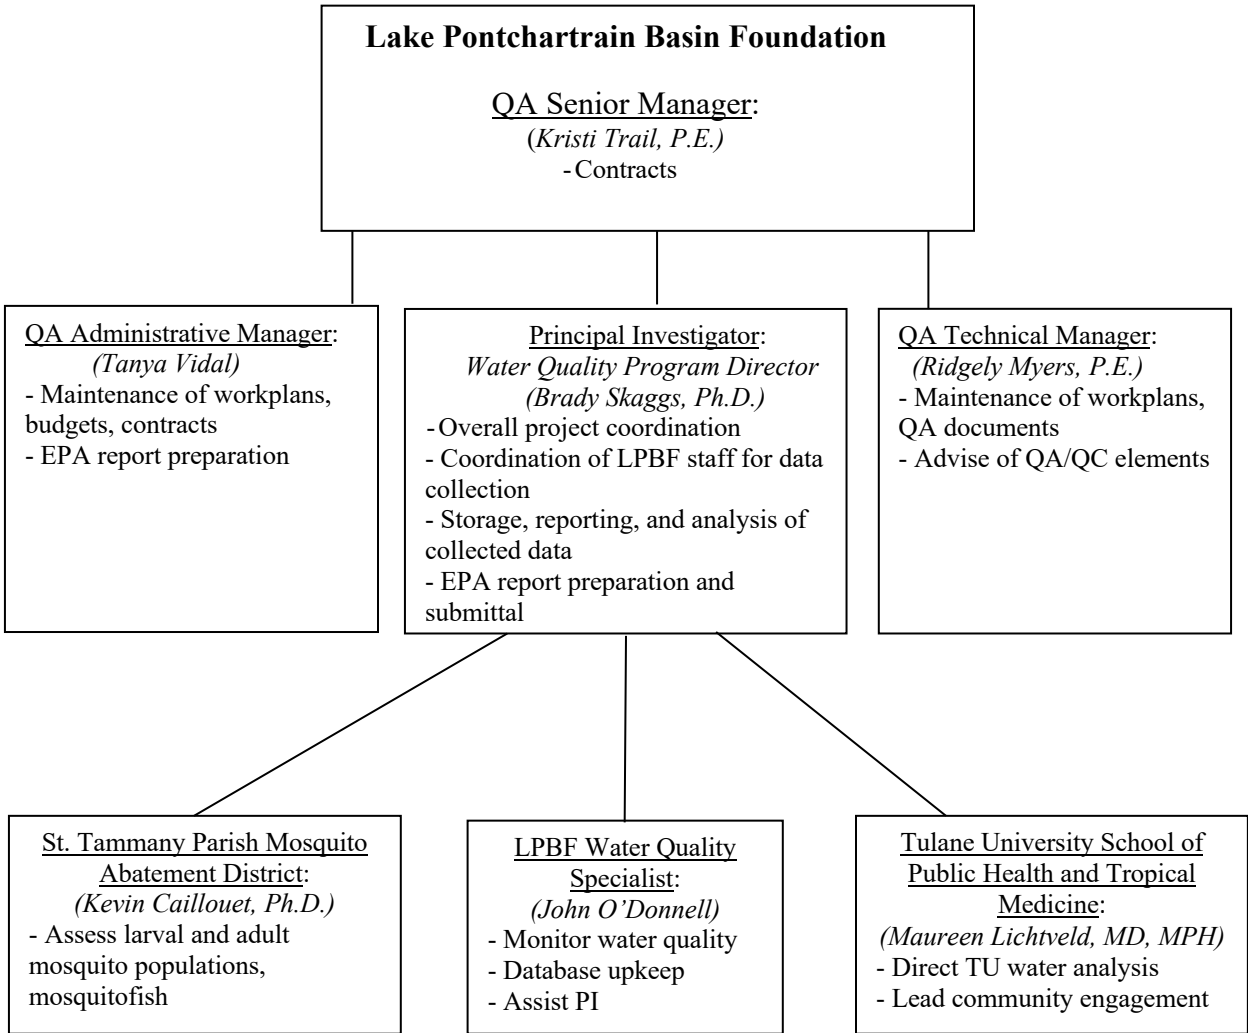 Lake Pontchartrain Basin Foundation
QA Senior Manager:
(Kristi Trail, P.E.)
- Contracts
QA Administrative Manager:
(Tanya Vidal)
- Maintenance of workplans,
budgets, contracts
- EPA report preparation
Principal Investigator:
Water Quality Program Director
(Brady Skaggs, Ph.D.)
- Overall project coordination
- Coordination of LPBF staff for data
collection
- Storage, reporting, and analysis of
collected data
- EPA report preparation and
submittal
QA Technical Manager:
(Ridgely Myers, P.E.)
- Maintenance of workplans,
QA documents
- Advise of QA/QC elements
St. Tammany Parish Mosquito
Abatement District:
(Kevin Caillouet, Ph.D.)
- Assess larval and adult
mosquito populations,
mosquitofish
LPBF Water Quality
Specialist:
(John O’Donnell)
- Monitor water quality
- Database upkeep
- Assist PI
Tulane University School of
Public Health and Tropical
Medicine:
(Maureen Lichtveld, MD, MPH)
- Direct TU water analysis
- Lead community engagement